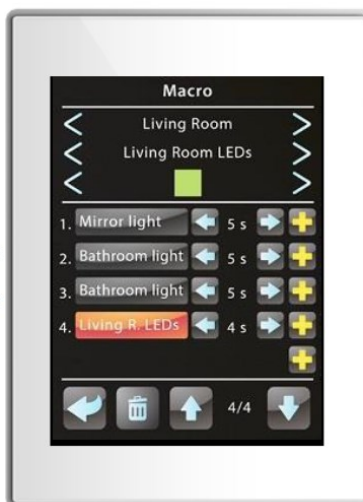 Macro
Living Room
Living Room LEDs
1. Mirror light 5 s
2. Bathroom light 5 s
3. Bathroom light 5 s
4. Living R. LEDs 4 s
4/4